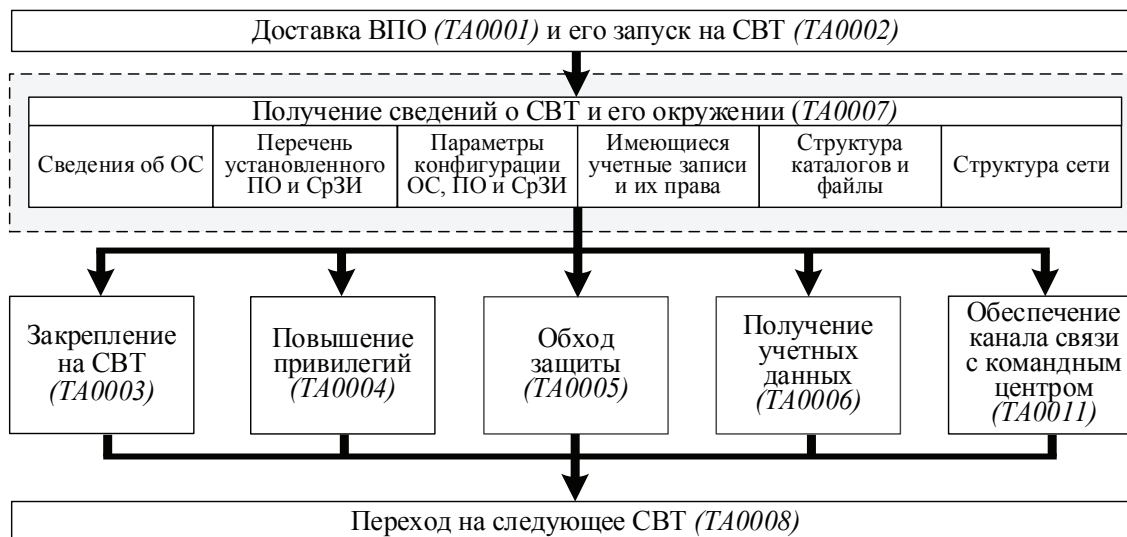 Доставка ВПО (TA0001) и его запуск на СВТ (TA0002)
Получение сведений о СВТ и его окружении (TA0007)
Сведения об ОС
Перечень
установленного
ПО и СрЗИ
Параметры
конфигурации
ОС, ПО и СрЗИ
Имеющиеся
учетные записи
и их права
Структура
каталогов и
файлы
Структура сети
Закрепление
на СВТ
(TA0003)
Повышение
привилегий
(TA0004)
Обход
защиты
(TA0005)
Получение
учетных
данных
(TA0006)
Обеспечение
канала связи
с командным
центром
(TA0011)
Переход на следующее СВТ (TA0008)